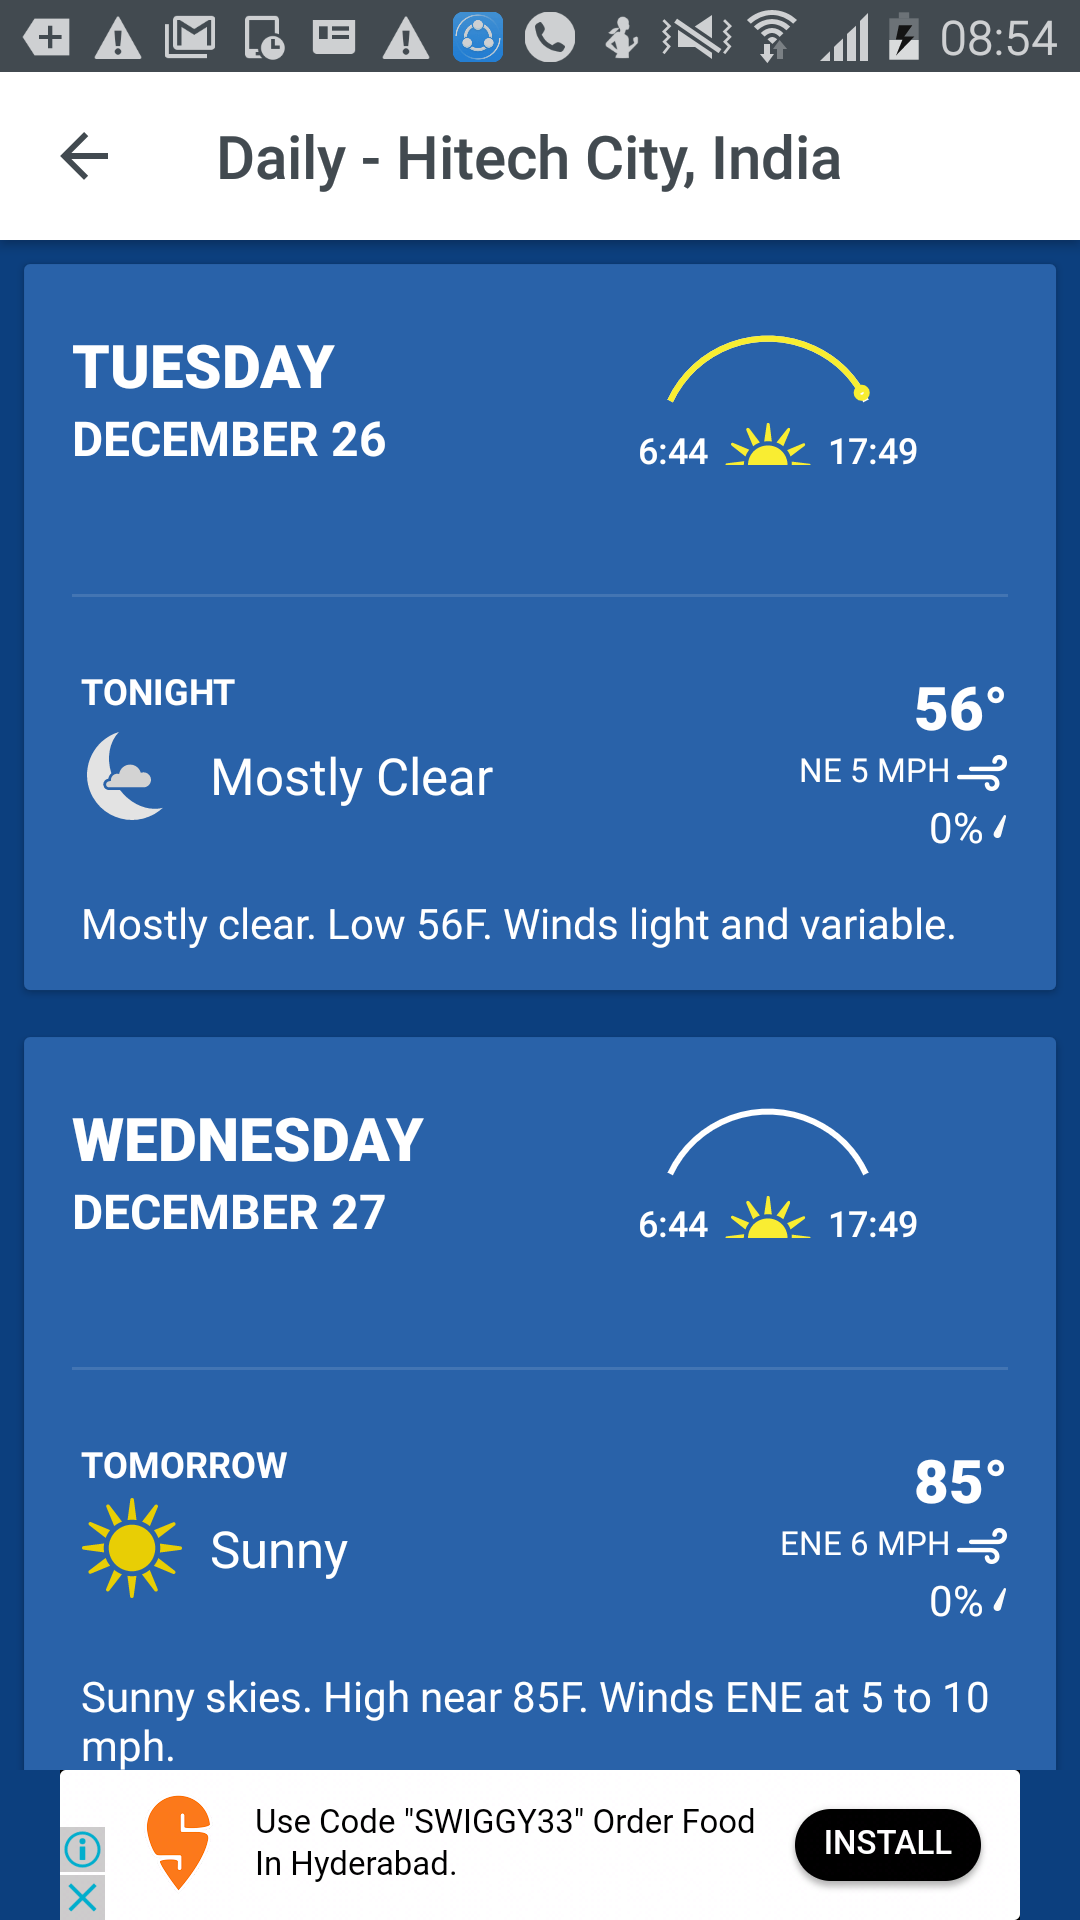 08:54
Daily - Hitech City, India
TUESDAY
DECEMBER 26
6:44 17:49
TONIGHT
56°
Mostly Clear
NE 5 MPH
0%
Mostly clear. Low 56F. Winds light and variable.
WEDNESDAY
DECEMBER 27
6:44 17:49
TOMORROW
85°
Sunny
ENE 6 MPH
0%
Sunny skies. High near 85F. Winds ENE at 5 to 10
mph.
Use Code "SWIGGY33" Order Food
In Hyderabad.
INSTALL